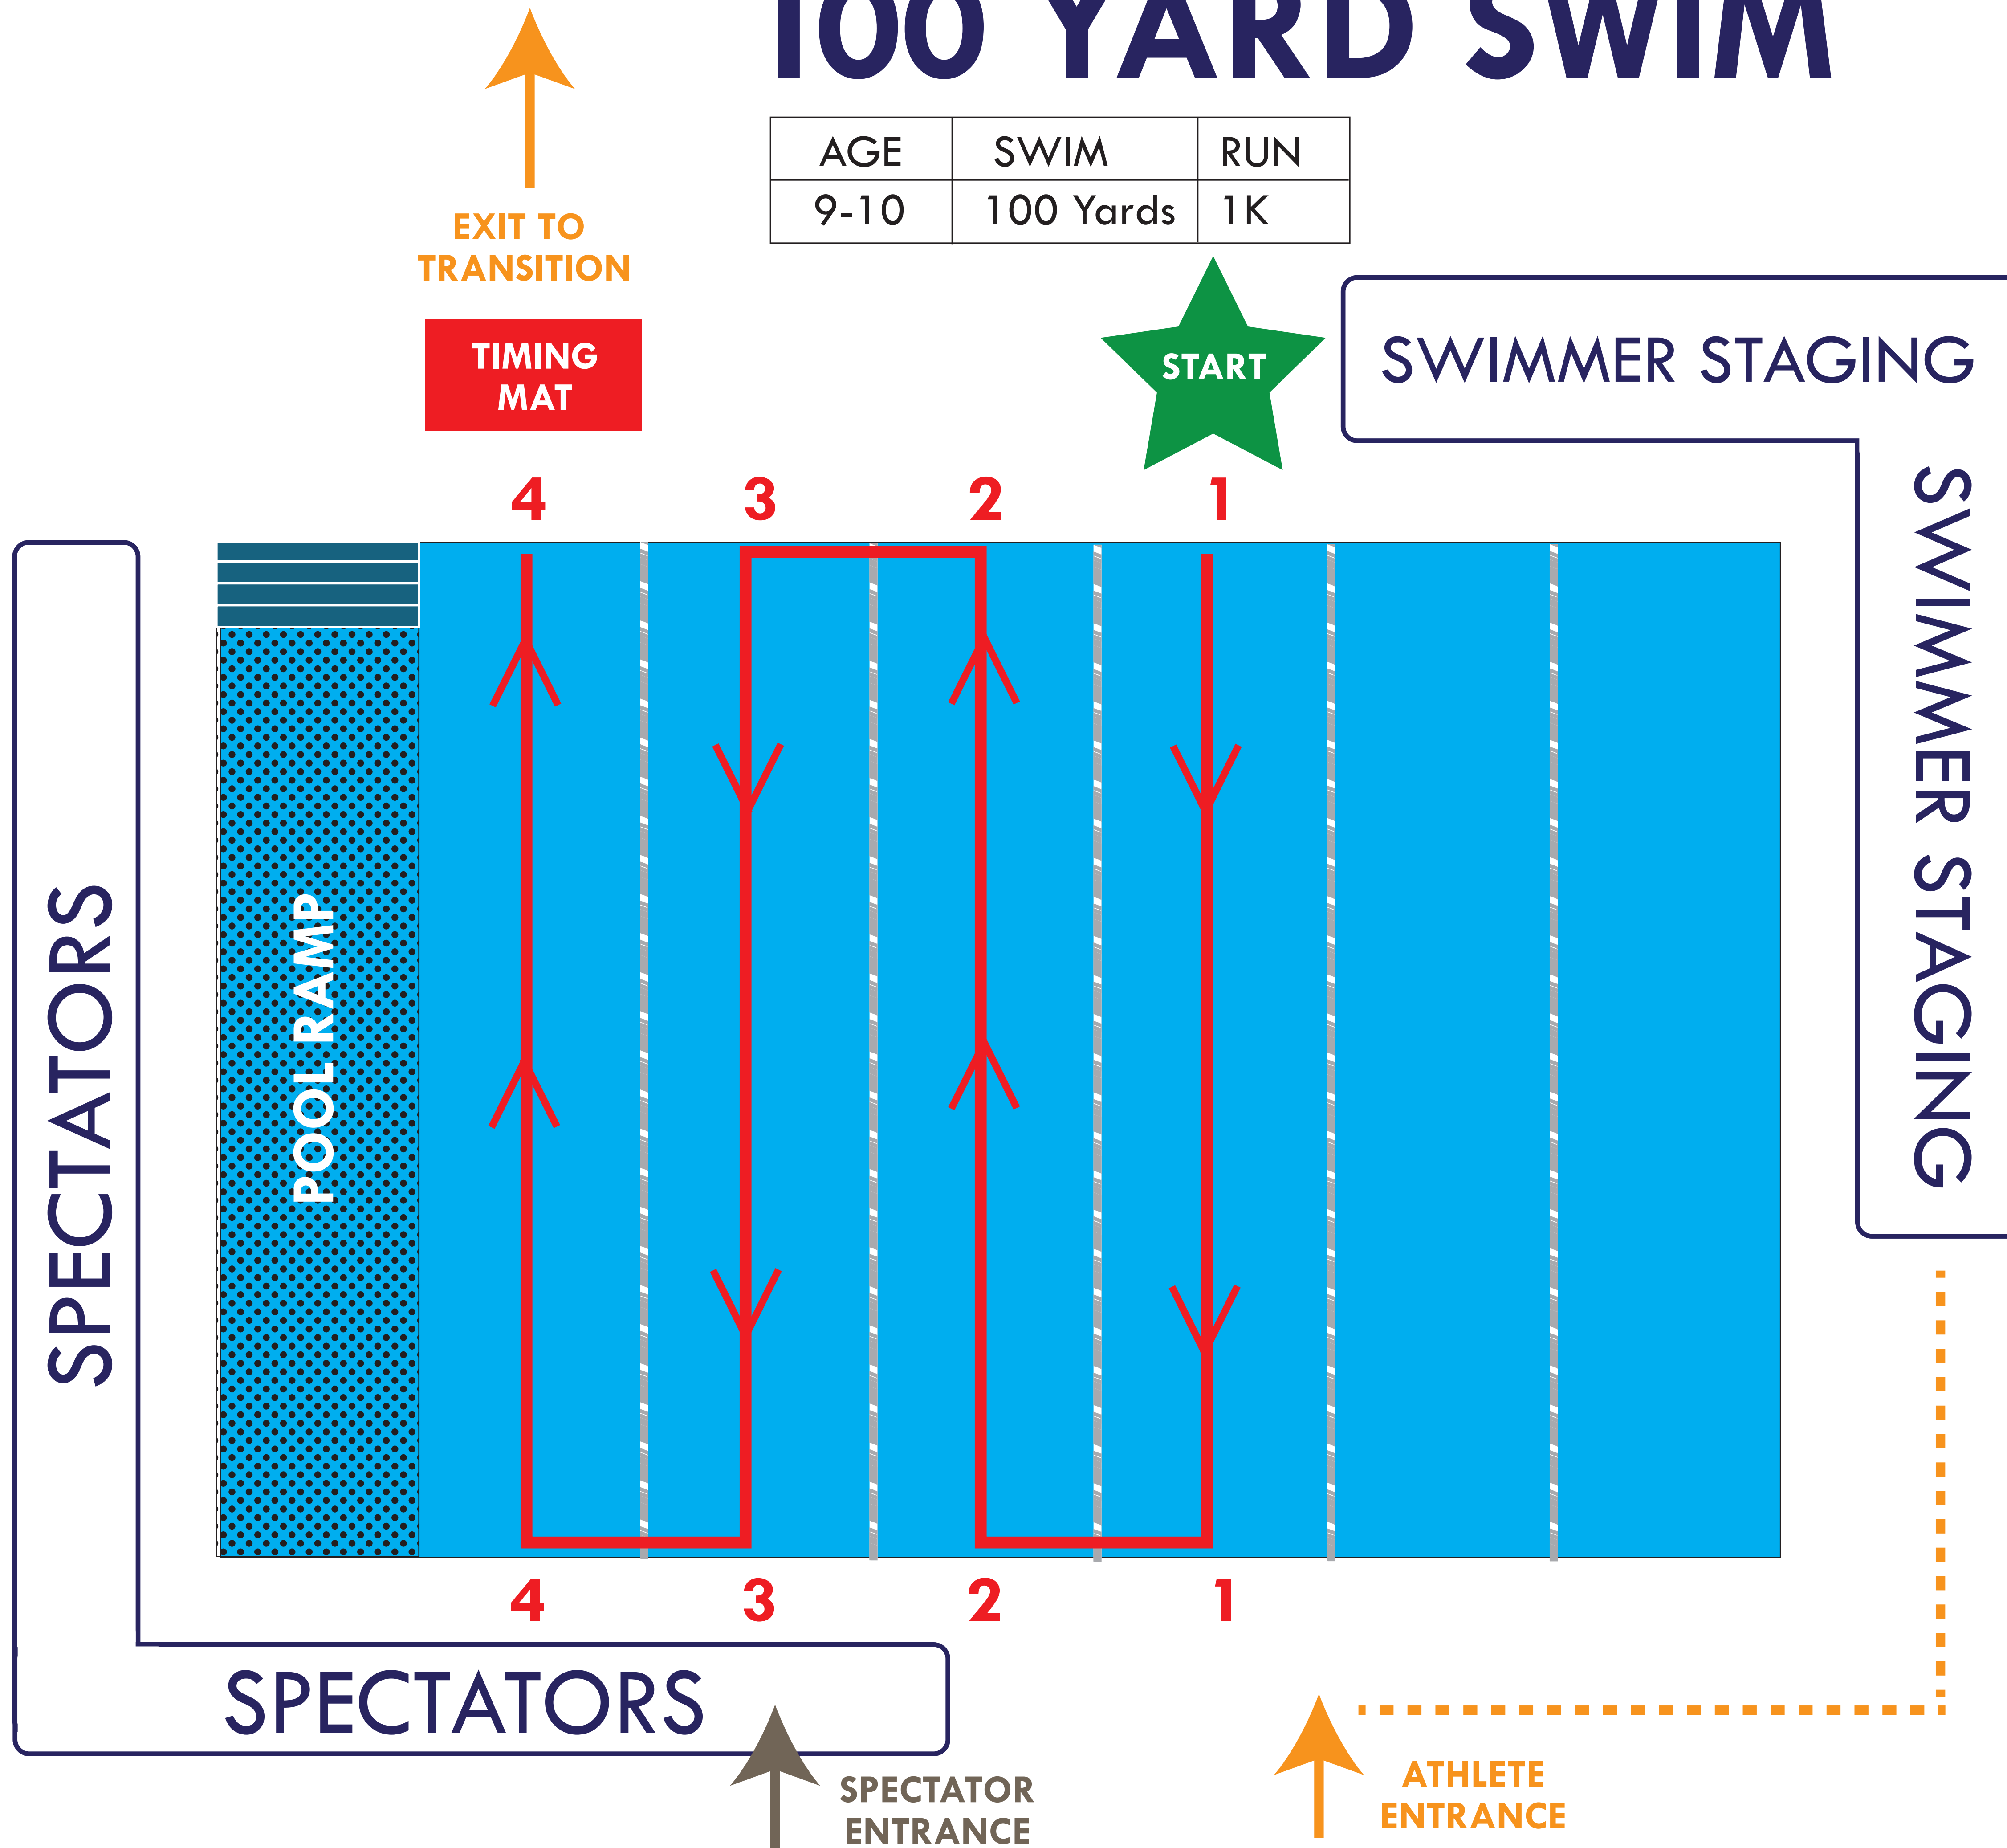 100 YARD SWIM
AGE SWIM RUN
9-10 100 Yards 1K
EXIT TO
TRANSITION
TIMING
MAT
START
SWIMMER STAGING
SWIMMER STAGING
4 3 2 1
SPECTATORS
POOL RAMP
4 3 2 1
SPECTATORS
SPECTATOR
ENTRANCE
ATHLETE
ENTRANCE